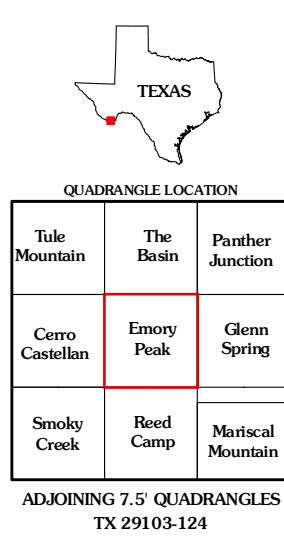 TEXAS
QUADRANGLE LOCATION
Tule
Mountain
The
Basin
Panther
Junction
Cerro
Castellan
Emory
Peak
Glenn
Spring
Smoky
Creek
Reed
Camp
Mariscal
Mountain
ADJOINING 7.5' QUADRANGLES
TX 29103-124